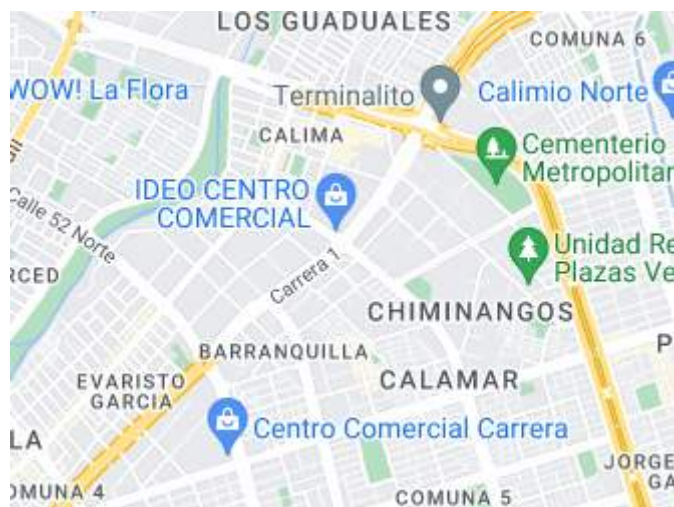 LOS GUADUALES
COMUNA 6
WOW! La Flora
Terminalito
Calimio Norte
CALIMA
Cementerio
Metropolitan
IDEO CENTRO
COMERCIAL
Calle 52 Norte
Unidad Re
Plazas Ve
RCED
Carrera 1
CHIMINANGOS
BARRANQUILLA
P
EVARISTO
GARCIA
CALAMAR
Centro Comercial Carrera
LA
JORGE
GA
OMUNA 4
COMUNA 5